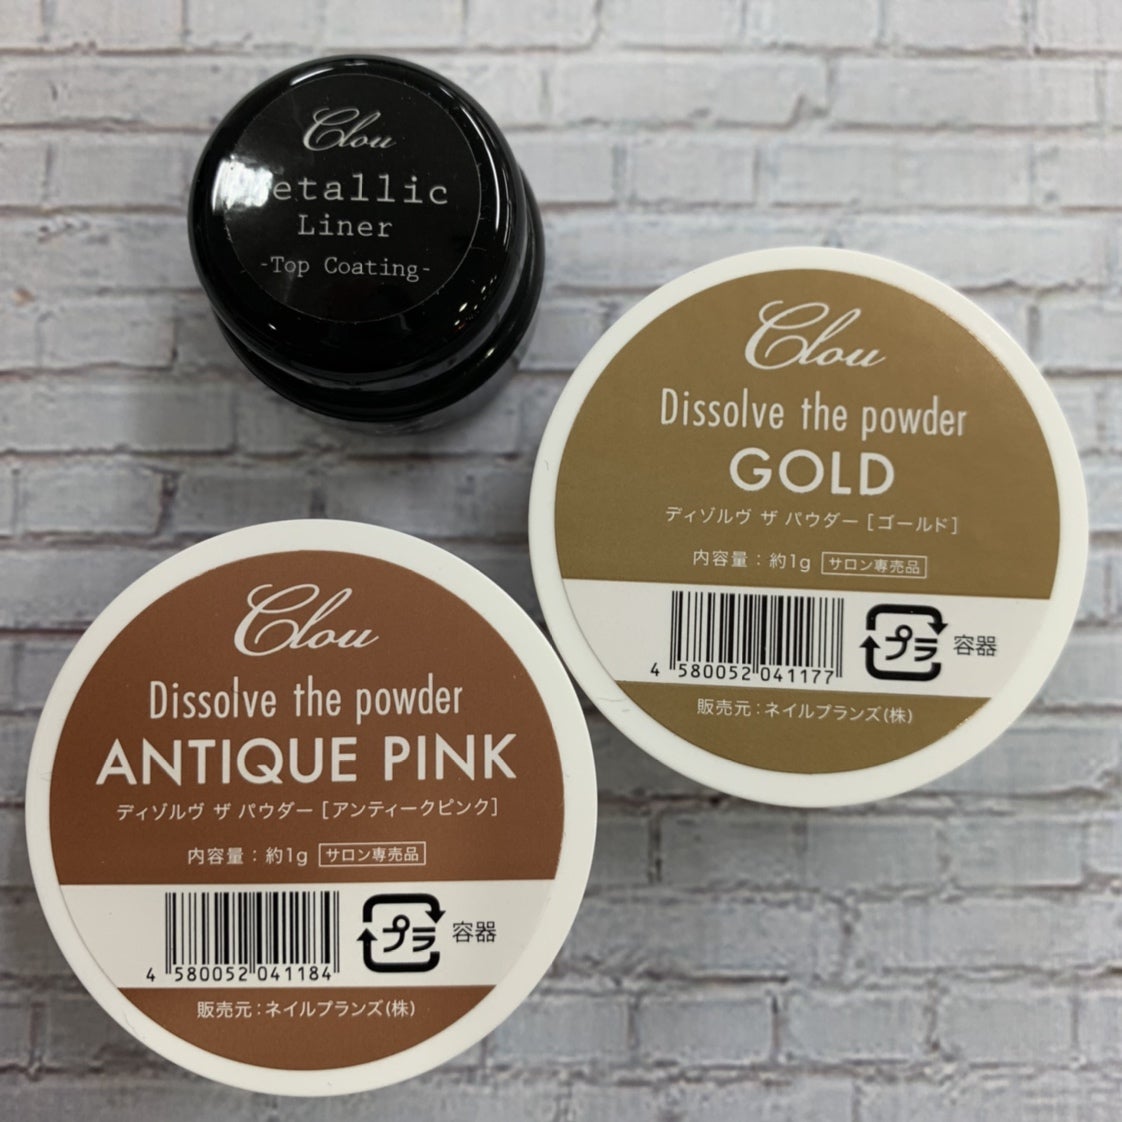 Clou
Metallic
Liner
-Top Coating-
Clou
Dissolve the powder
GOLD
ディゾルヴ ザ パウダー [ゴールド]
内容量：約1g サロン専売品
4 580052 041177
プラ 容器
販売元：ネイルプランズ(株)
Clou
Dissolve the powder
ANTIQUE PINK
ディゾルヴ ザ パウダー [アンティークピンク]
内容量：約1g サロン専売品
4 580052 041184
プラ 容器
販売元：ネイルプランズ(株)